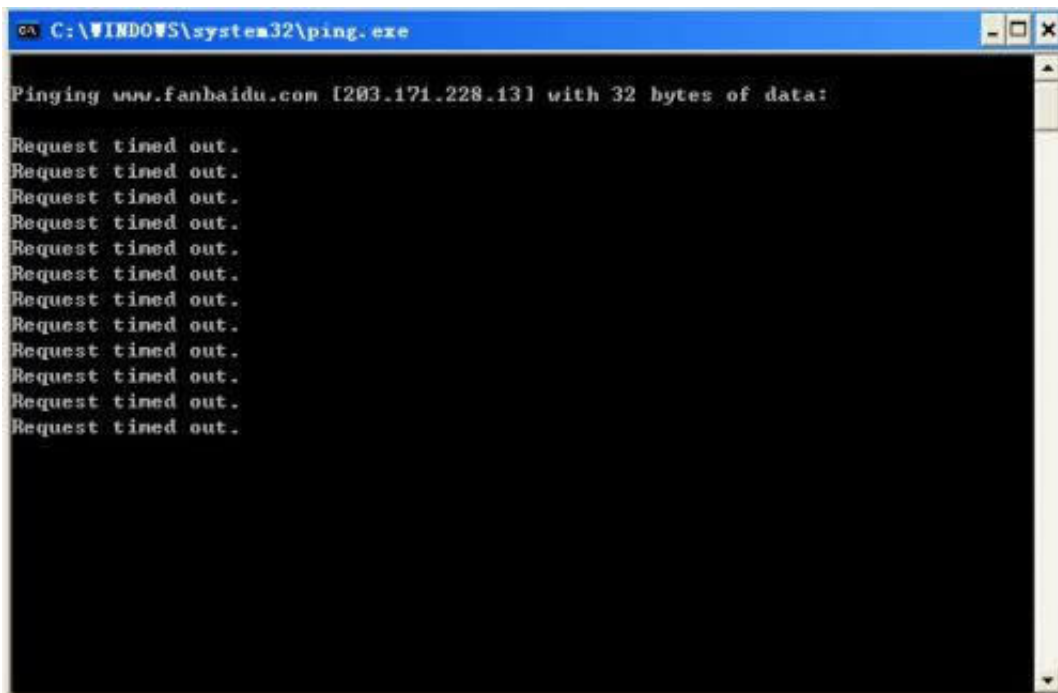 C:\WINDOWS\system32\ping.exe
Pinging www.fanbaidu.com [203.171.228.13] with 32 bytes of data:
Request timed out.
Request timed out.
Request timed out.
Request timed out.
Request timed out.
Request timed out.
Request timed out.
Request timed out.
Request timed out.
Request timed out.
Request timed out.
Request timed out.